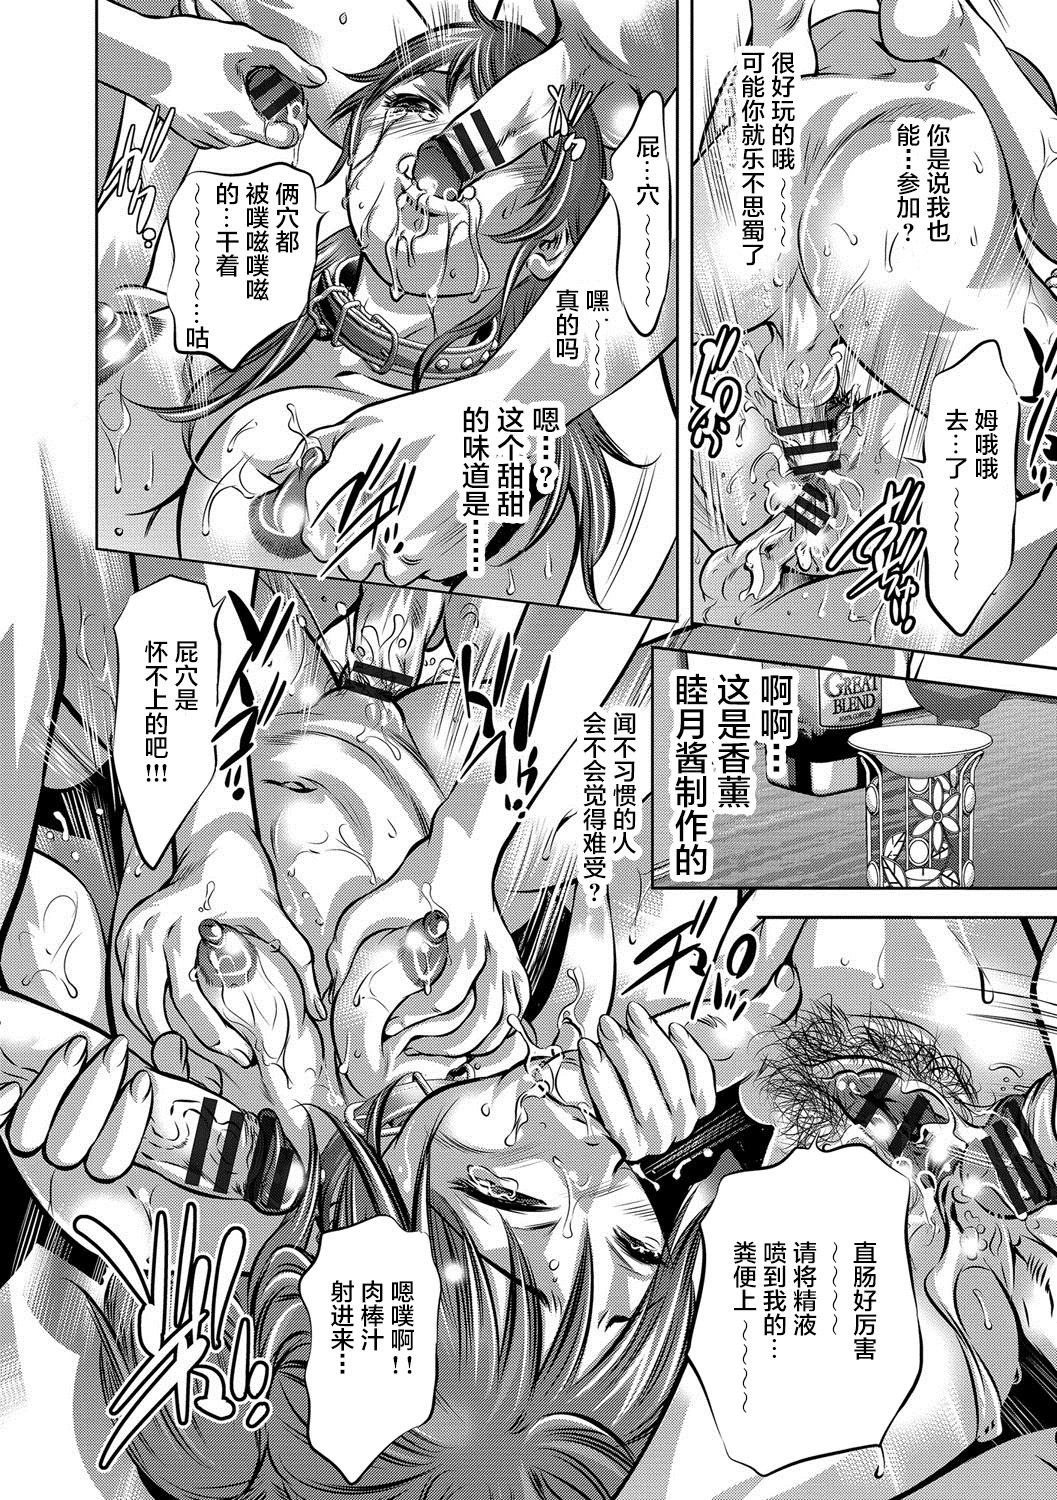 你是说我也
能…参加?
很好玩的哦
可能你就乐不思蜀了
姆哦哦
去…了～～～～
屁…穴
～～～～
嘿～～～
真的吗
俩穴都
被噗嗞噗嗞
的…干着
～～～～～…咕
嗯…?
这个甜甜
的味道是……
GREAT
BLEND
啊啊…
这是香薰
睦月酱制作的
闻不习惯的人
会不会觉得难受?
屁穴是
怀不上的吧!!!
直肠好厉害
～～～～
请将精液
喷到我的…
粪便上～～～～
嗯噗啊!!
肉棒汁
射进来…